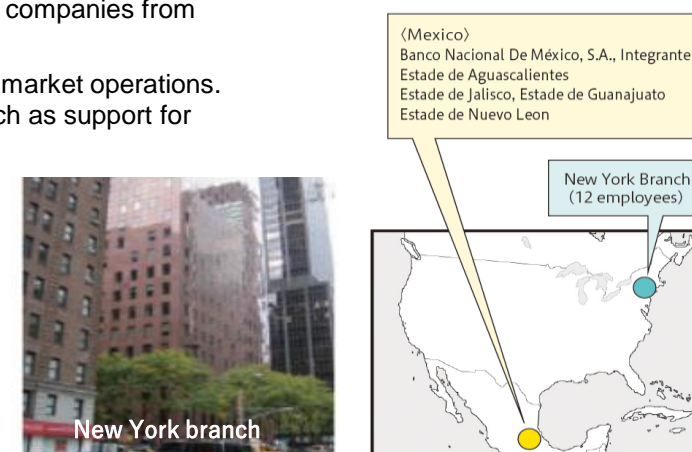 companies from
market operations.
ch as support for
〈Mexico〉
Banco Nacional De México, S.A., Integrante
Estade de Aguascalientes
Estade de Jalisco, Estade de Guanajuato
Estade de Nuevo Leon
New York Branch
(12 employees)
New York branch